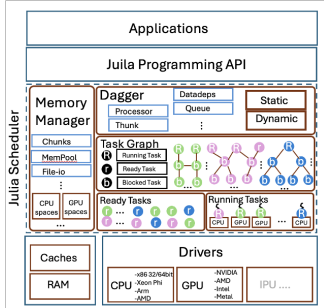 Applications
Juila Programming API
Julia Scheduler
Memory
Manager
Chunks
MemPool
File-io
⋮
CPU
spaces
GPU
spaces
Dagger
Processor
Thunk
Datadeps
Queue
⋮
Static
Dynamic
Task Graph
R Running Task
r Ready Task
b Blocked Task
R R r
b b b b b
b b b b b b
R
b b
b b b b
...
Ready Tasks
r r ... r r r r
r r ... r r r r
Running Tasks
R R R ... R
CPU GPU GPU CPU
Caches
RAM
Drivers
CPU
-x86 32/64bit
-Xeon Phi
-Arm
-AMD
GPU
-NVIDIA
-AMD
-Intel
-Metal
IPU ....